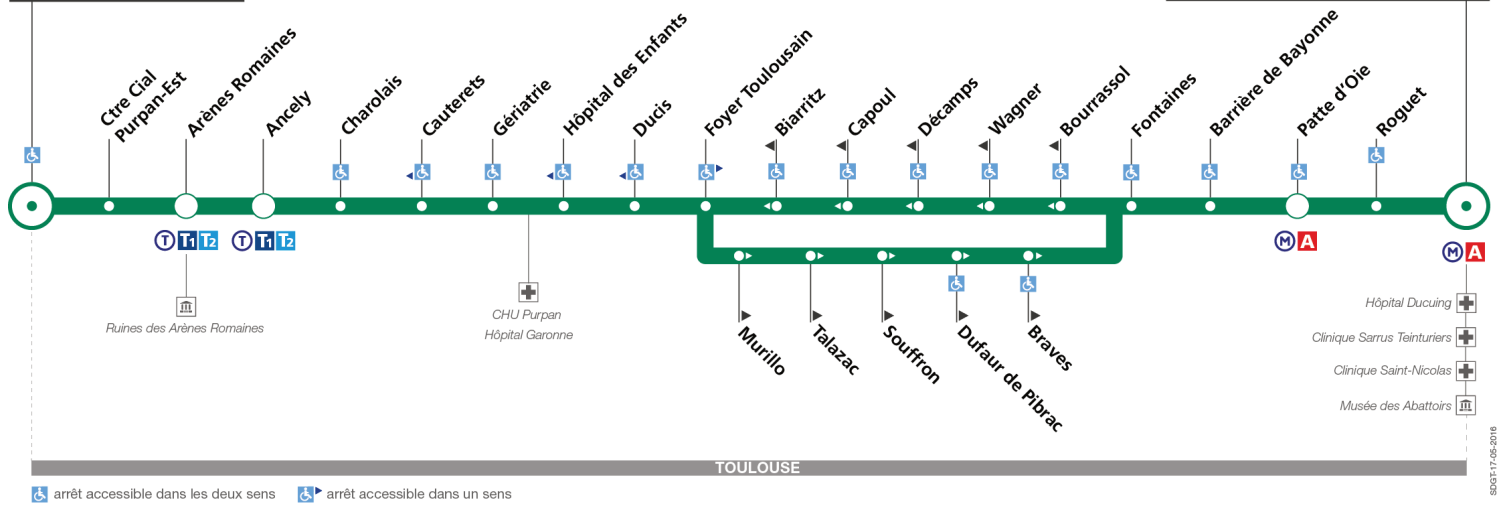 Ctre Cial
Purpan-Est
Arènes Romaines
Ancely
Charolais
Cauterets
Gériatrie
Hôpital des Enfants
Ducis
Foyer Toulousain
Biarritz
Capoul
Décamps
Wagner
Bourrassol
Fontaines
Barrière de Bayonne
Patte d'Oie
Roguet
T T1 T2
T T1 T2
M A
M A
Ruines des Arènes Romaines
CHU Purpan
Hôpital Garonne
Murillo
Talazac
Souffron
Dufaur de Pibrac
Braves
Hôpital Ducuing
Clinique Sarrus Teinturiers
Clinique Saint-Nicolas
Musée des Abattoirs
TOULOUSE
arrêt accessible dans les deux sens
arrêt accessible dans un sens
SDGT-17-05-2016